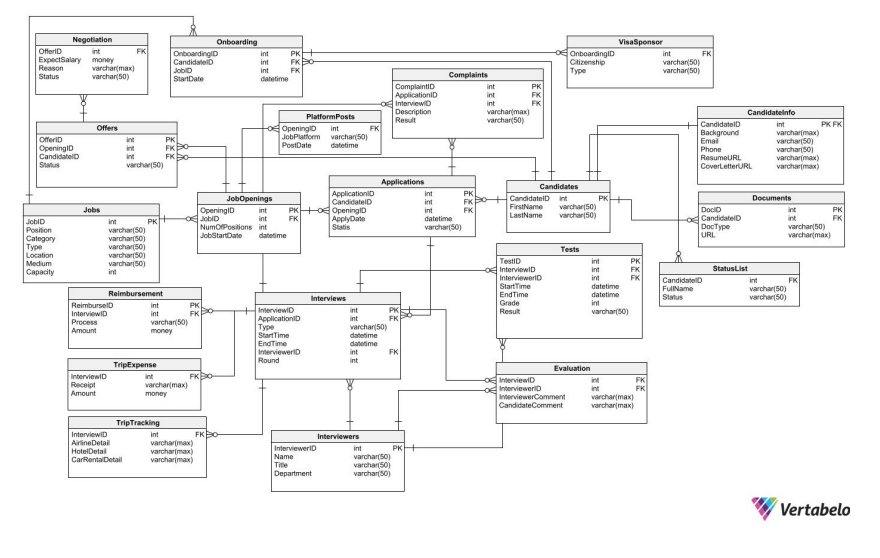 Negotiation
OfferID int FK
ExpectSalary money
Reason varchar(max)
Status varchar(50)
Onboarding
OnboardingID int PK
CandidateID int FK
JobID int FK
StartDate datetime
VisaSponsor
OnboardingID int FK
Citizenship varchar(50)
Type varchar(50)
Complaints
ComplaintID int PK
ApplicationID int FK
InterviewID int FK
Description varchar(max)
Result varchar(50)
PlatformPosts
OpeningID int FK
JobPlatform varchar(50)
PostDate datetime
CandidateInfo
CandidateID int PK FK
Background varchar(max)
Email varchar(50)
Phone varchar(50)
ResumeURL varchar(max)
CoverLetterURL varchar(max)
Offers
OfferID int PK
OpeningID int FK
CandidateID int FK
Status varchar(50)
Jobs
JobID int PK
Position varchar(50)
Category varchar(50)
Type varchar(50)
Location varchar(50)
Medium varchar(50)
Capacity int
JobOpenings
OpeningID int PK
JobID int FK
NumOfPositions int
JobStartDate datetime
Applications
ApplicationID int PK
CandidateID int FK
OpeningID int FK
ApplyDate datetime
Statis varchar(50)
Candidates
CandidateID int PK
FirstName varchar(50)
LastName varchar(50)
Documents
DocID int PK
CandidateID int FK
DocType varchar(50)
URL varchar(max)
StatusList
CandidateID int FK
FullName varchar(50)
Status varchar(50)
Tests
TestID int PK
InterviewID int FK
InterviewerID int FK
StartTime datetime
EndTime datetime
Grade int
Result varchar(50)
Reimbursement
ReimburseID int PK
InterviewID int FK
Process varchar(50)
Amount money
Interviews
InterviewID int PK
ApplicationID int FK
Type varchar(50)
StartTime datetime
EndTime datetime
InterviewerID int FK
Round int
TripExpense
InterviewID int FK
Receipt varchar(max)
Amount money
Evaluation
InterviewID int FK
InterviewerID int FK
InterviewerComment varchar(max)
CandidateComment varchar(max)
TripTracking
InterviewID int FK
AirlineDetail varchar(max)
HotelDetail varchar(max)
CarRentalDetail varchar(max)
Interviewers
InterviewerID int PK
Name varchar(50)
Title varchar(50)
Department varchar(50)
Vertabelo